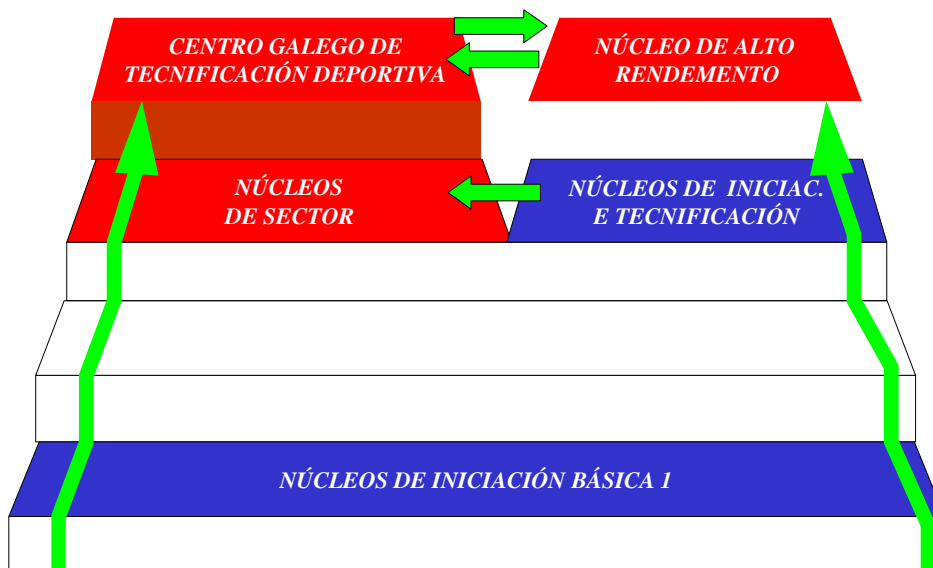 CENTRO GALEGO DE
TECNIFICACIÓN DEPORTIVA
NÚCLEO DE ALTO
RENDEMENTO
NÚCLEOS
DE SECTOR
NÚCLEOS DE INICIAC.
E TECNIFICACIÓN
NÚCLEOS DE INICIACIÓN BÁSICA 1